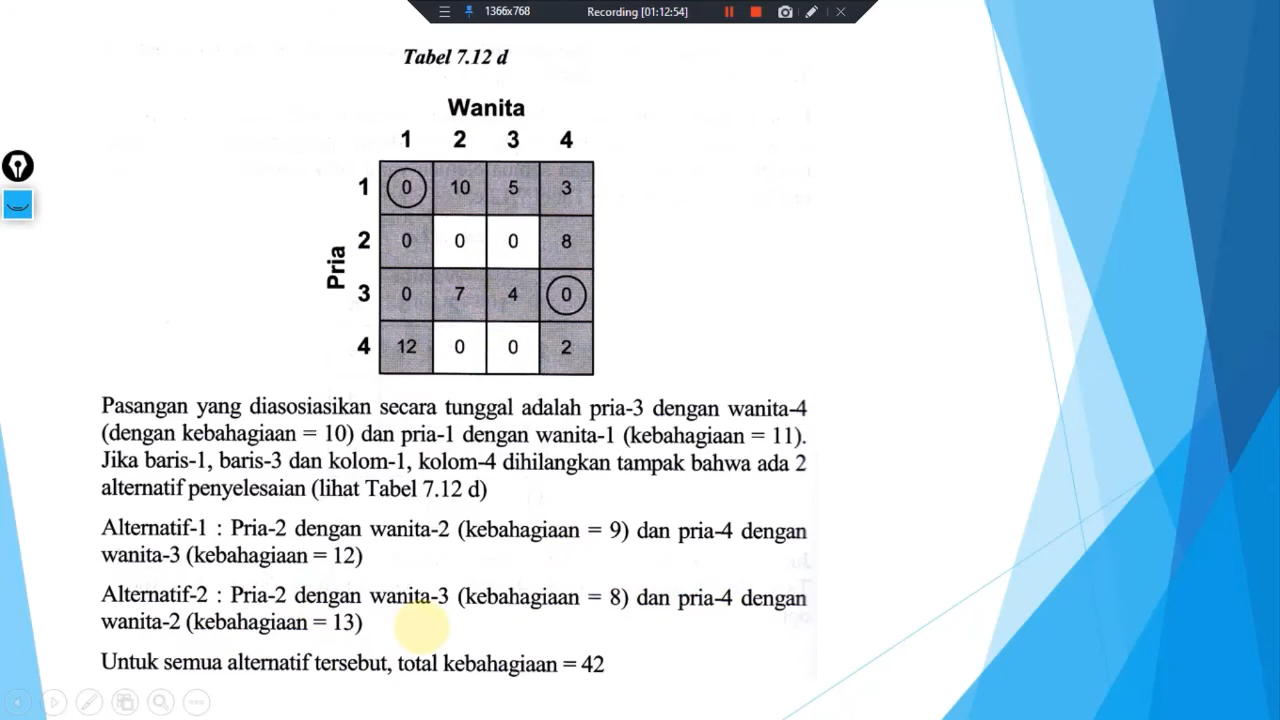 1366x768 Recording [01:12:54]
Tabel 7.12 d
Wanita
1 2 3 4
1 0 10 5 3
2 0 0 0 8
Pria
3 0 7 4 0
4 12 0 0 2
Pasangan yang diasosiasikan secara tunggal adalah pria-3 dengan wanita-4
(dengan kebahagiaan = 10) dan pria-1 dengan wanita-1 (kebahagiaan = 11).
Jika baris-1, baris-3 dan kolom-1, kolom-4 dihilangkan tampak bahwa ada 2
alternatif penyelesaian (lihat Tabel 7.12 d)
Alternatif-1 : Pria-2 dengan wanita-2 (kebahagiaan = 9) dan pria-4 dengan
wanita-3 (kebahagiaan = 12)
Alternatif-2 : Pria-2 dengan wanita-3 (kebahagiaan = 8) dan pria-4 dengan
wanita-2 (kebahagiaan = 13)
Untuk semua alternatif tersebut, total kebahagiaan = 42